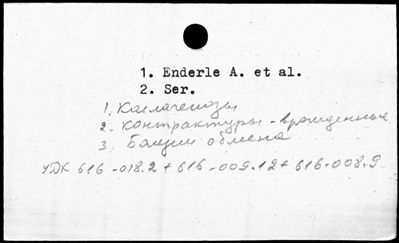 1. Enderle A. et al.
2. Ser.
1. Коллагенозы
2. контрактуры - врожденные
3. Болезни обмена
УДК 616-018.2 + 616-009.12 + 616-008.9